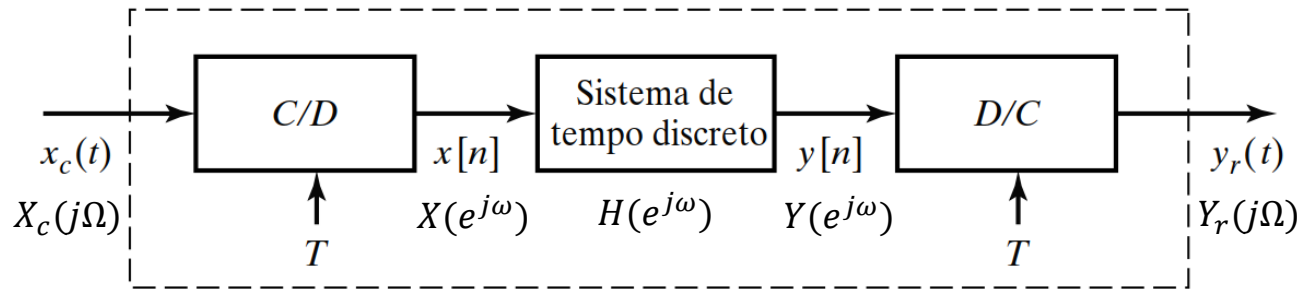 C/D
Sistema de
tempo discreto
D/C
x_c(t)
x[n]
y[n]
y_r(t)
X_c(jΩ)
X(e^{jω})
H(e^{jω})
Y(e^{jω})
Y_r(jΩ)
T
T